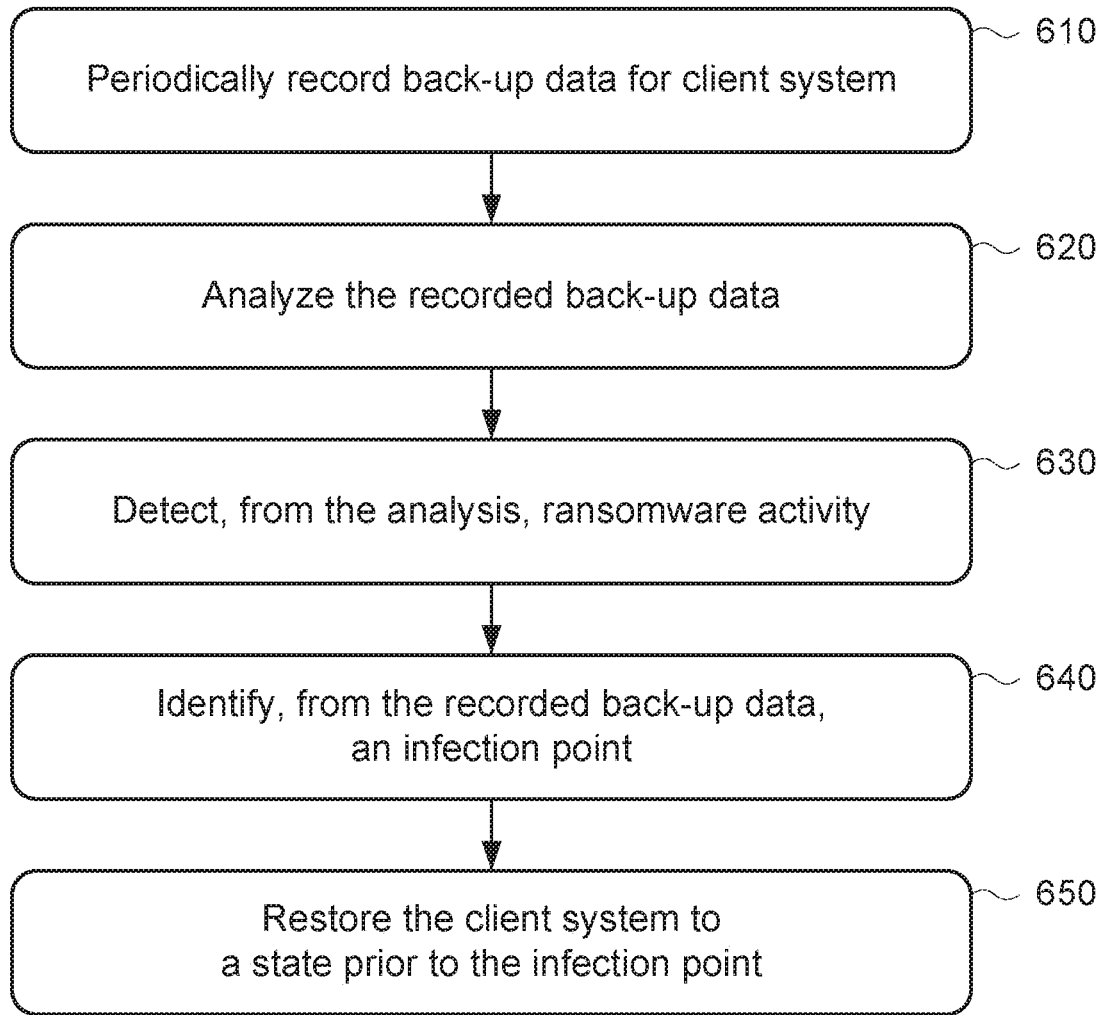 Periodically record back-up data for client system
610
Analyze the recorded back-up data
620
Detect, from the analysis, ransomware activity
630
Identify, from the recorded back-up data,
an infection point
640
Restore the client system to
a state prior to the infection point
650